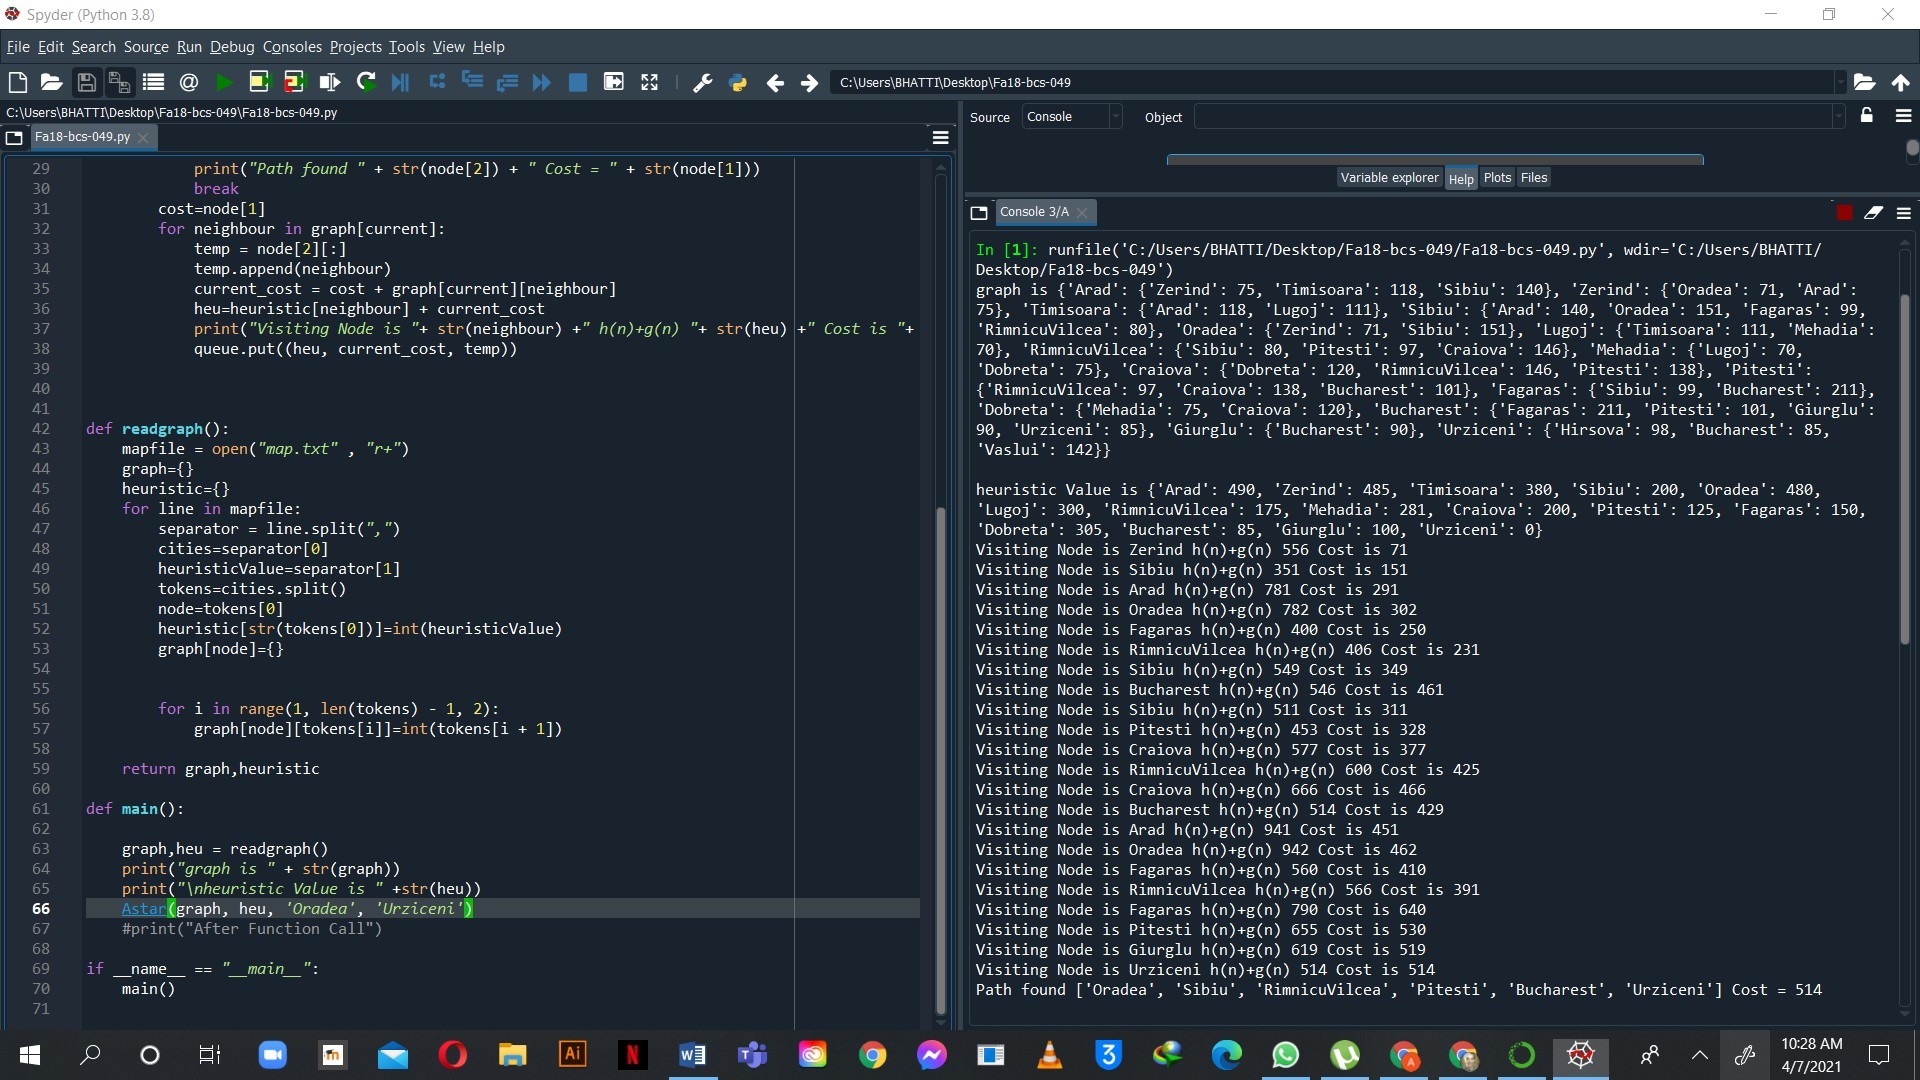 Spyder (Python 3.8)
File Edit Search Source Run Debug Consoles Projects Tools View Help
C:\Users\BHATTI\Desktop\Fa18-bcs-049
C:\Users\BHATTI\Desktop\Fa18-bcs-049\Fa18-bcs-049.py
Fa18-bcs-049.py
29 print("Path found " + str(node[2]) + " Cost = " + str(node[1]))
30 break
31 cost=node[1]
32 for neighbour in graph[current]:
33 temp = node[2][:]
34 temp.append(neighbour)
35 current_cost = cost + graph[current][neighbour]
36 heu=heuristic[neighbour] + current_cost
37 print("Visiting Node is "+ str(neighbour) +" h(n)+g(n) "+ str(heu) +" Cost is "+
38 queue.put((heu, current_cost, temp))
39
40
41
42 def readgraph():
43 mapfile = open("map.txt" , "r+")
44 graph={}
45 heuristic={}
46 for line in mapfile:
47 separator = line.split(",")
48 cities=separator[0]
49 heuristicValue=separator[1]
50 tokens=cities.split()
51 node=tokens[0]
52 heuristic[str(tokens[0])]=int(heuristicValue)
53 graph[node]={}
54
55
56 for i in range(1, len(tokens) - 1, 2):
57 graph[node][tokens[i]]=int(tokens[i + 1])
58
59 return graph,heuristic
60
61 def main():
62
63 graph,heu = readgraph()
64 print("graph is " + str(graph))
65 print("\nheuristic Value is " +str(heu))
66 Astar(graph, heu, 'Oradea', 'Urziceni')
67 #print("After Function Call")
68
69 if __name__ == "__main__":
70 main()
71
Source Console Object
Variable explorer Help Plots Files
Console 3/A
In [1]: runfile('C:/Users/BHATTI/Desktop/Fa18-bcs-049/Fa18-bcs-049.py', wdir='C:/Users/BHATTI/
Desktop/Fa18-bcs-049')
graph is {'Arad': {'Zerind': 75, 'Timisoara': 118, 'Sibiu': 140}, 'Zerind': {'Oradea': 71, 'Arad':
75}, 'Timisoara': {'Arad': 118, 'Lugoj': 111}, 'Sibiu': {'Arad': 140, 'Oradea': 151, 'Fagaras': 99,
'RimnicuVilcea': 80}, 'Oradea': {'Zerind': 71, 'Sibiu': 151}, 'Lugoj': {'Timisoara': 111, 'Mehadia':
70}, 'RimnicuVilcea': {'Sibiu': 80, 'Pitesti': 97, 'Craiova': 146}, 'Mehadia': {'Lugoj': 70,
'Dobreta': 75}, 'Craiova': {'Dobreta': 120, 'RimnicuVilcea': 146, 'Pitesti': 138}, 'Pitesti':
{'RimnicuVilcea': 97, 'Craiova': 138, 'Bucharest': 101}, 'Fagaras': {'Sibiu': 99, 'Bucharest': 211},
'Dobreta': {'Mehadia': 75, 'Craiova': 120}, 'Bucharest': {'Fagaras': 211, 'Pitesti': 101, 'Giurglu':
90, 'Urziceni': 85}, 'Giurglu': {'Bucharest': 90}, 'Urziceni': {'Hirsova': 98, 'Bucharest': 85,
'Vaslui': 142}}
heuristic Value is {'Arad': 490, 'Zerind': 485, 'Timisoara': 380, 'Sibiu': 200, 'Oradea': 480,
'Lugoj': 300, 'RimnicuVilcea': 175, 'Mehadia': 281, 'Craiova': 200, 'Pitesti': 125, 'Fagaras': 150,
'Dobreta': 305, 'Bucharest': 85, 'Giurglu': 100, 'Urziceni': 0}
Visiting Node is Zerind h(n)+g(n) 556 Cost is 71
Visiting Node is Sibiu h(n)+g(n) 351 Cost is 151
Visiting Node is Arad h(n)+g(n) 781 Cost is 291
Visiting Node is Oradea h(n)+g(n) 782 Cost is 302
Visiting Node is Fagaras h(n)+g(n) 400 Cost is 250
Visiting Node is RimnicuVilcea h(n)+g(n) 406 Cost is 231
Visiting Node is Sibiu h(n)+g(n) 549 Cost is 349
Visiting Node is Bucharest h(n)+g(n) 546 Cost is 461
Visiting Node is Sibiu h(n)+g(n) 511 Cost is 311
Visiting Node is Pitesti h(n)+g(n) 453 Cost is 328
Visiting Node is Craiova h(n)+g(n) 577 Cost is 377
Visiting Node is RimnicuVilcea h(n)+g(n) 600 Cost is 425
Visiting Node is Craiova h(n)+g(n) 666 Cost is 466
Visiting Node is Bucharest h(n)+g(n) 514 Cost is 429
Visiting Node is Arad h(n)+g(n) 941 Cost is 451
Visiting Node is Oradea h(n)+g(n) 942 Cost is 462
Visiting Node is Fagaras h(n)+g(n) 560 Cost is 410
Visiting Node is RimnicuVilcea h(n)+g(n) 566 Cost is 391
Visiting Node is Fagaras h(n)+g(n) 790 Cost is 640
Visiting Node is Pitesti h(n)+g(n) 655 Cost is 530
Visiting Node is Giurglu h(n)+g(n) 619 Cost is 519
Visiting Node is Urziceni h(n)+g(n) 514 Cost is 514
Path found ['Oradea', 'Sibiu', 'RimnicuVilcea', 'Pitesti', 'Bucharest', 'Urziceni'] Cost = 514
10:28 AM
4/7/2021